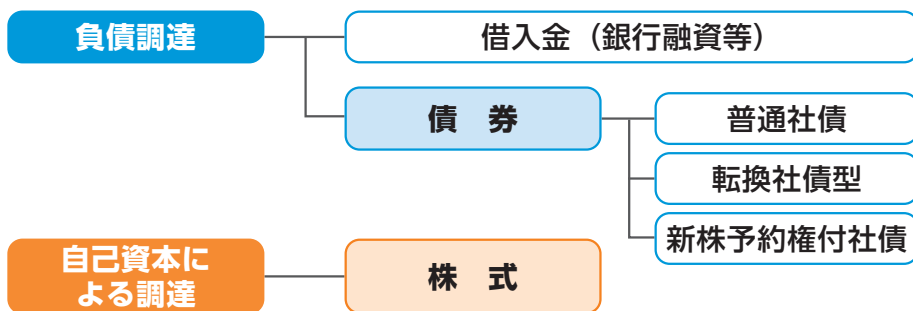 負債調達
借入金（銀行融資等）
債　券
普通社債
転換社債型
新株予約権付社債
自己資本に
よる調達
株　式